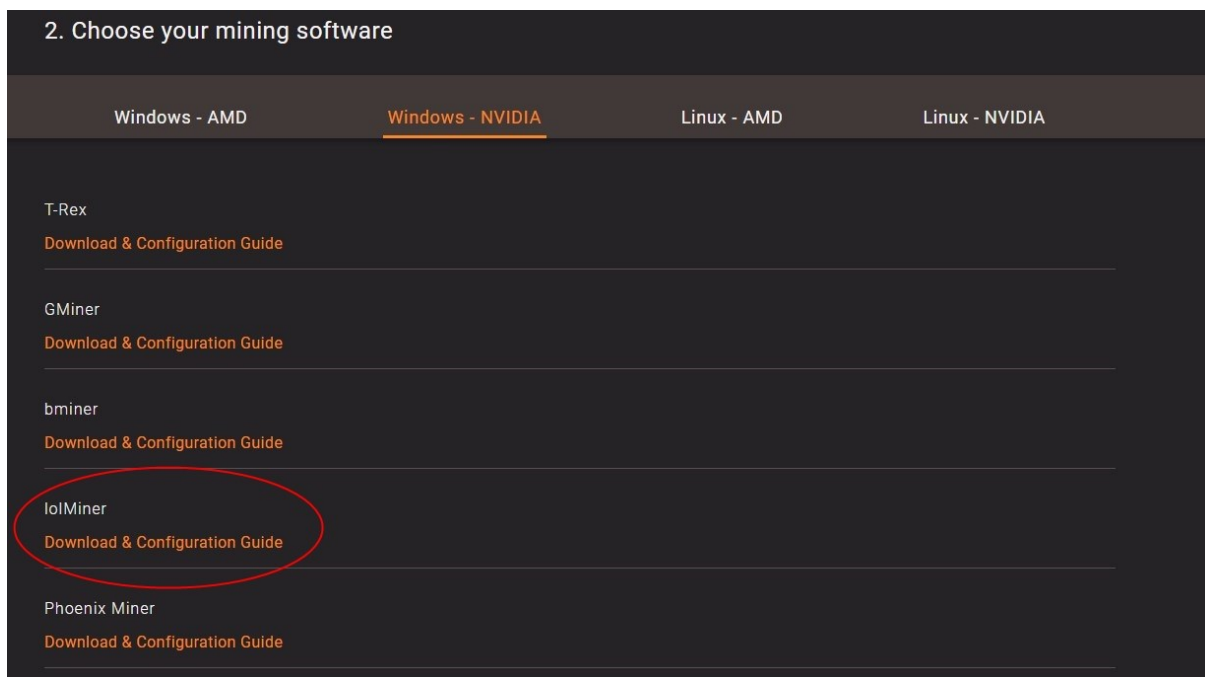 2. Choose your mining software
Windows - AMD
Windows - NVIDIA
Linux - AMD
Linux - NVIDIA
T-Rex
Download & Configuration Guide
GMiner
Download & Configuration Guide
bminer
Download & Configuration Guide
lolMiner
Download & Configuration Guide
Phoenix Miner
Download & Configuration Guide